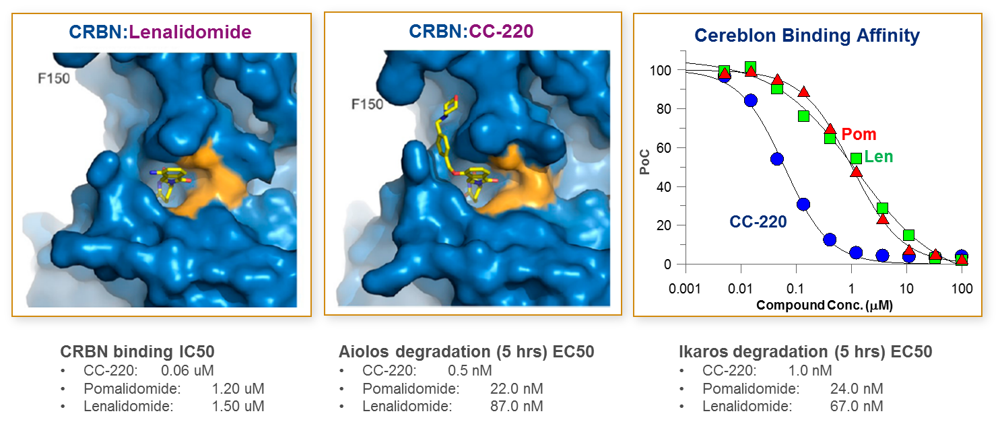 CRBN:Lenalidomide
F150
CRBN:CC-220
F150
Cereblon Binding Affinity
100
80
60
40
20
0
PoC
Pom
Len
CC-220
0.001 0.01 0.1 1 10 100
Compound Conc. (μM)
CRBN binding IC50
• CC-220: 0.06 uM
• Pomalidomide: 1.20 uM
• Lenalidomide: 1.50 uM
Aiolos degradation (5 hrs) EC50
• CC-220: 0.5 nM
• Pomalidomide: 22.0 nM
• Lenalidomide: 87.0 nM
Ikaros degradation (5 hrs) EC50
• CC-220: 1.0 nM
• Pomalidomide: 24.0 nM
• Lenalidomide: 67.0 nM